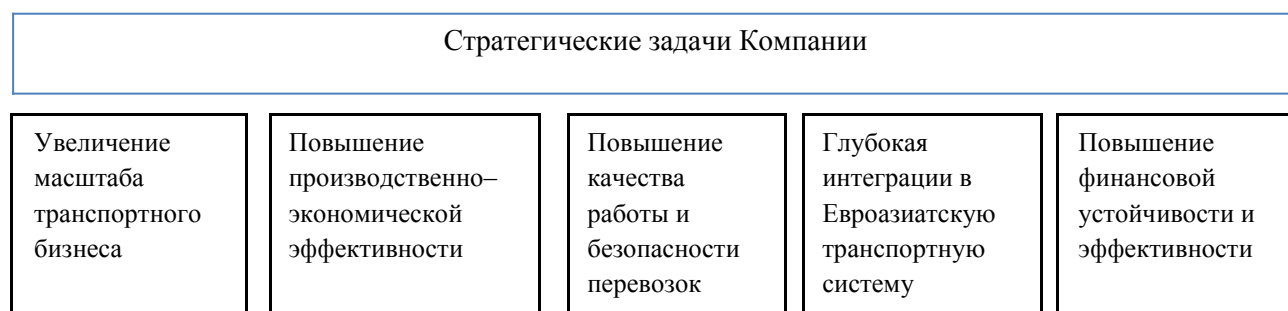 Стратегические задачи Компании
Увеличение
масштаба
транспортного
бизнеса
Повышение
производственно–
экономической
эффективности
Повышение
качества
работы и
безопасности
перевозок
Глубокая
интеграции в
Евроазиатскую
транспортную
систему
Повышение
финансовой
устойчивости и
эффективности